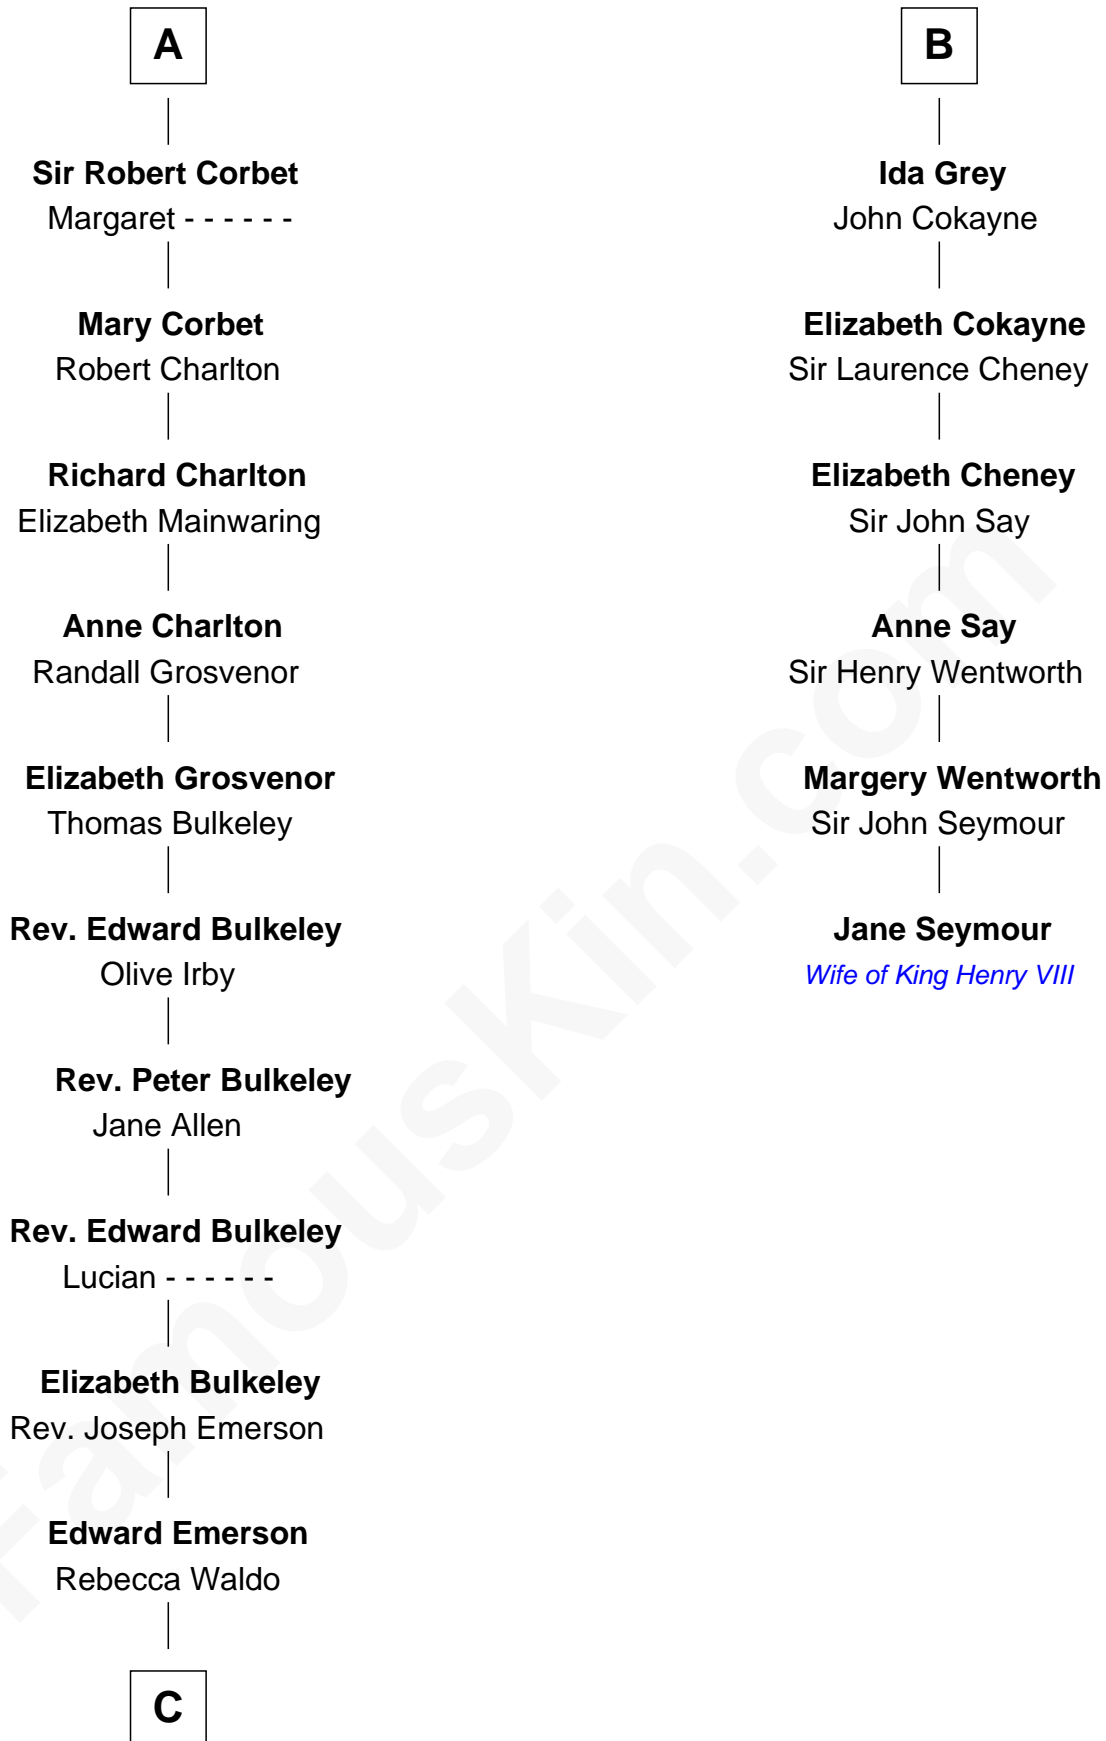 A
Sir Robert Corbet
Margaret - - - - - -
Mary Corbet
Robert Charlton
Richard Charlton
Elizabeth Mainwaring
Anne Charlton
Randall Grosvenor
Elizabeth Grosvenor
Thomas Bulkeley
Rev. Edward Bulkeley
Olive Irby
Rev. Peter Bulkeley
Jane Allen
Rev. Edward Bulkeley
Lucian - - - - - -
Elizabeth Bulkeley
Rev. Joseph Emerson
Edward Emerson
Rebecca Waldo
C
B
Ida Grey
John Cokayne
Elizabeth Cokayne
Sir Laurence Cheney
Elizabeth Cheney
Sir John Say
Anne Say
Sir Henry Wentworth
Margery Wentworth
Sir John Seymour
Jane Seymour
Wife of King Henry VIII
FamousKin.com